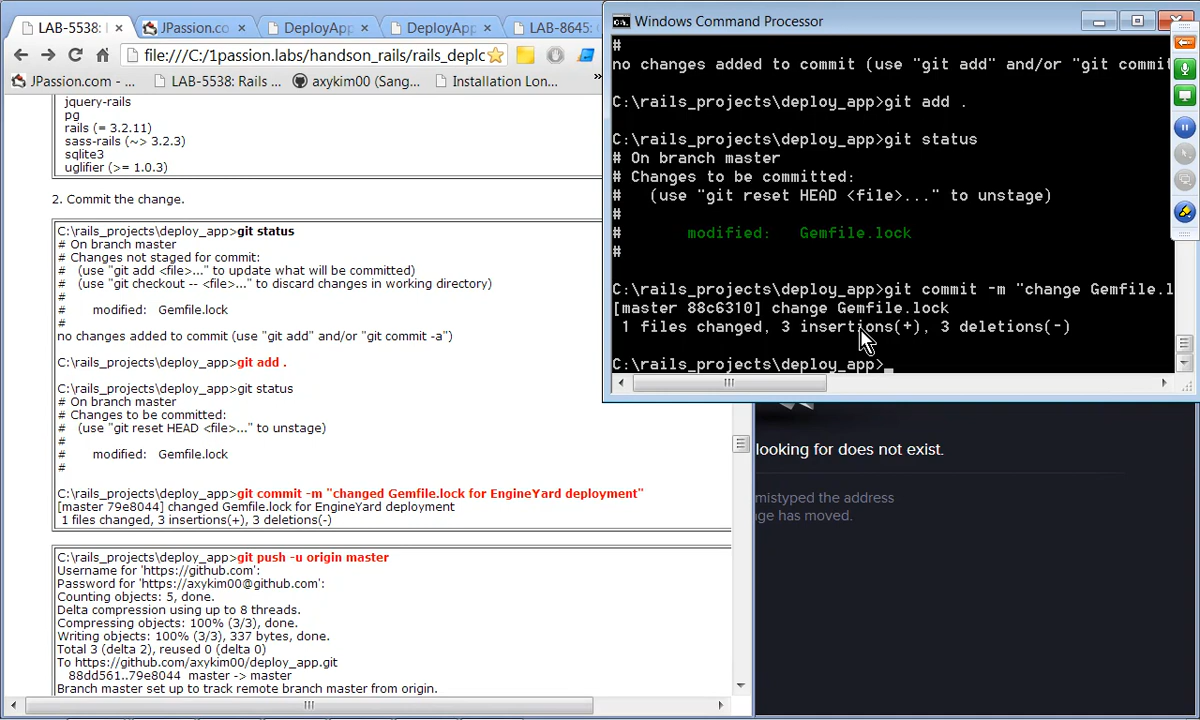 LAB-5538: 
JPassion.co
DeployApp
DeployApp
LAB-8645:
file:///C:/1passion.labs/handson_rails/rails_deplc
JPassion.com - ...
LAB-5538: Rails ...
axykim00 (Sang...
Installation Lon...
»
jquery-rails
pg
rails (= 3.2.11)
sass-rails (~> 3.2.3)
sqlite3
uglifier (>= 1.0.3)
2. Commit the change.
C:\rails_projects\deploy_app>git status
# On branch master
# Changes not staged for commit:
#   (use "git add <file>..." to update what will be committed)
#   (use "git checkout -- <file>..." to discard changes in working directory)
#
#      modified:   Gemfile.lock
#
no changes added to commit (use "git add" and/or "git commit -a")
C:\rails_projects\deploy_app>git add .
C:\rails_projects\deploy_app>git status
# On branch master
# Changes to be committed:
#   (use "git reset HEAD <file>..." to unstage)
#
#      modified:   Gemfile.lock
#
C:\rails_projects\deploy_app>git commit -m "changed Gemfile.lock for EngineYard deployment"
[master 79e8044] changed Gemfile.lock for EngineYard deployment
1 files changed, 3 insertions(+), 3 deletions(-)
C:\rails_projects\deploy_app>git push -u origin master
Username for 'https://github.com':
Password for 'https://axykim00@github.com':
Counting objects: 5, done.
Delta compression using up to 8 threads.
Compressing objects: 100% (3/3), done.
Writing objects: 100% (3/3), 337 bytes, done.
Total 3 (delta 2), reused 0 (delta 0)
To https://github.com/axykim00/deploy_app.git
88dd561..79e8044  master -> master
Branch master set up to track remote branch master from origin.
Windows Command Processor
#
no changes added to commit (use "git add" and/or "git commit
C:\rails_projects\deploy_app>git add .
C:\rails_projects\deploy_app>git status
# On branch master
# Changes to be committed:
#   (use "git reset HEAD <file>..." to unstage)
#
#       modified:   Gemfile.lock
#
C:\rails_projects\deploy_app>git commit -m "change Gemfile.l
[master 88c6310] change Gemfile.lock
1 files changed, 3 insertions(+), 3 deletions(-)
C:\rails_projects\deploy_app>
looking for does not exist.
mistyped the address
ge has moved.